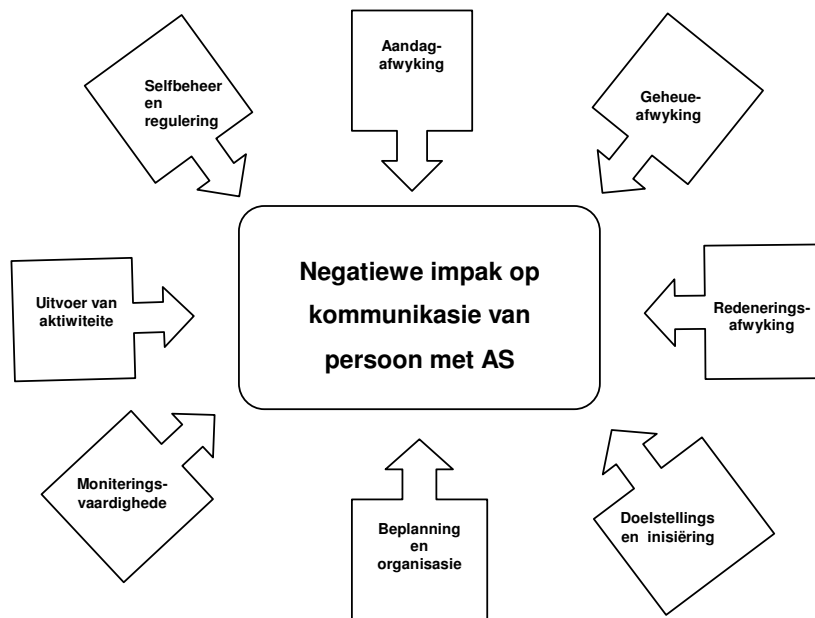 Selfbeheer
en
regulering
Aandag-
afwyking
Geheue-
afwyking
Negatiewe impak op
kommunikasie van
persoon met AS
Uitvoer van
aktiwiteite
Redenerings-
afwyking
Moniterings-
vaardighede
Beplanning
en
organisasie
Doelstellings
en inisiëring